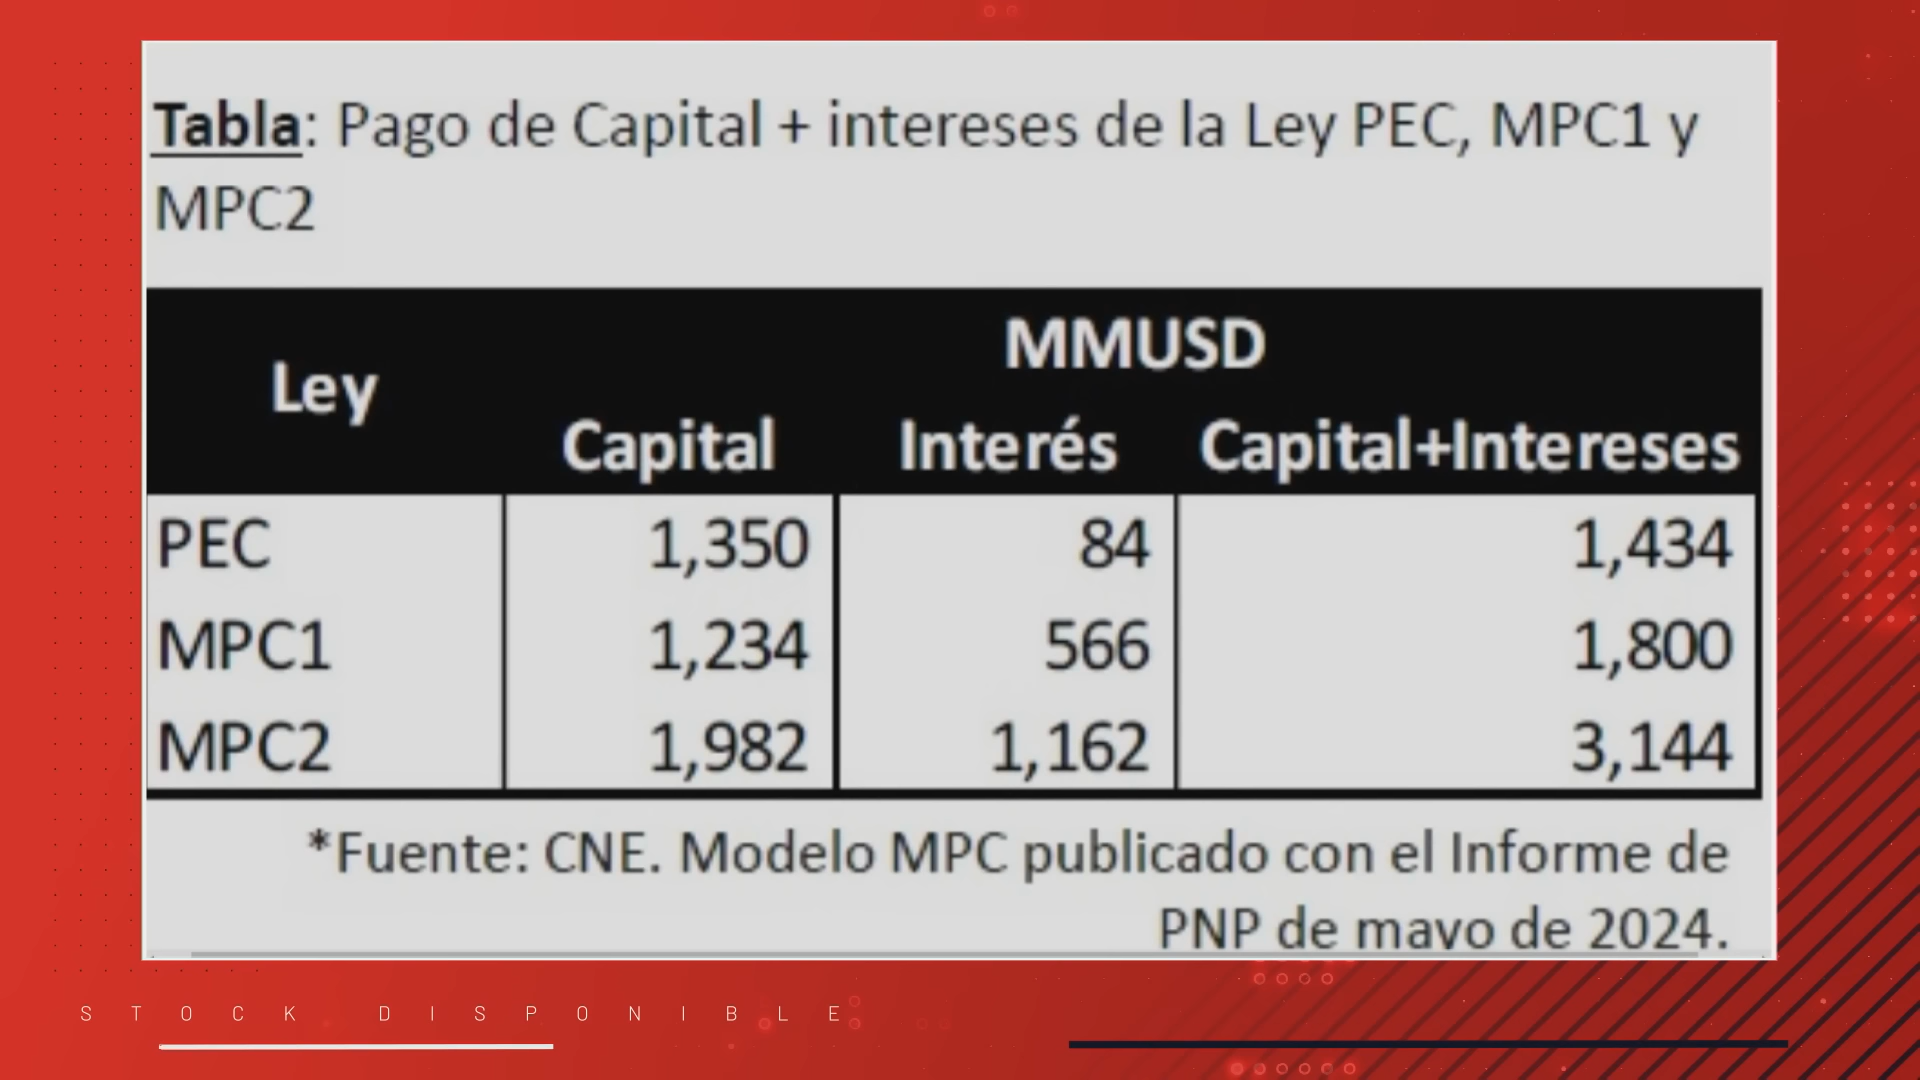 Tabla: Pago de Capital + intereses de la Ley PEC, MPC1 y
MPC2
Ley
MMUSD
Capital Interés Capital+Intereses
PEC 1,350 84 1,434
MPC1 1,234 566 1,800
MPC2 1,982 1,162 3,144
*Fuente: CNE. Modelo MPC publicado con el Informe de
PNP de mayo de 2024.
STOCK DISPONIBLE